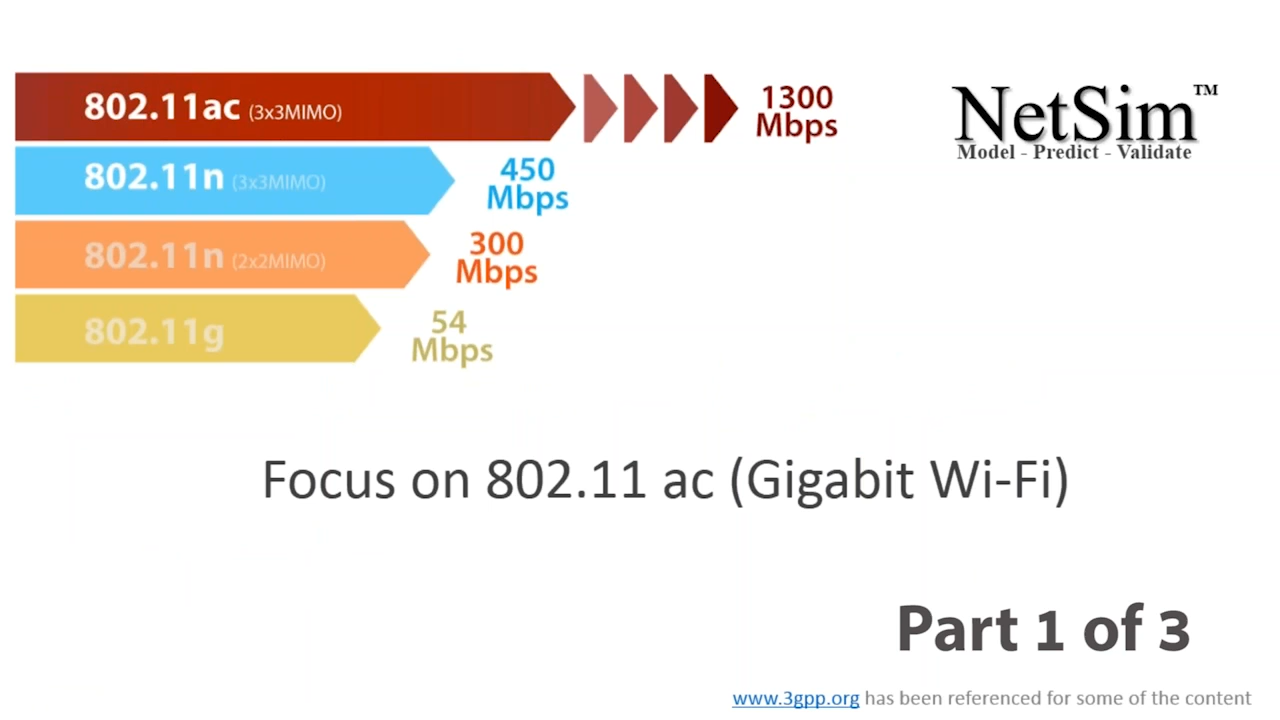 802.11ac (3x3MIMO)
1300
Mbps
NetSim™
Model - Predict - Validate
802.11n (3x3MIMO)
450
Mbps
802.11n (2x2MIMO)
300
Mbps
802.11g
54
Mbps
Focus on 802.11 ac (Gigabit Wi-Fi)
Part 1 of 3
www.3gpp.org has been referenced for some of the content